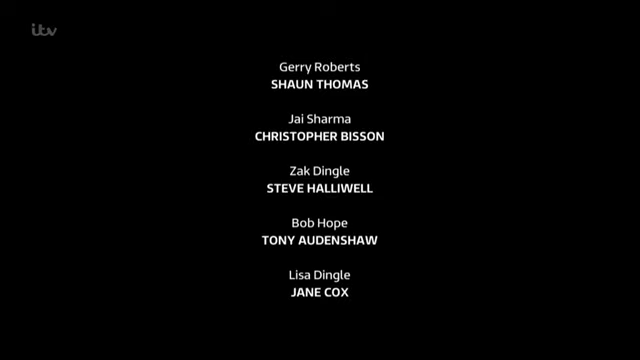 itv
Gerry Roberts
SHAUN THOMAS
Jai Sharma
CHRISTOPHER BISSON
Zak Dingle
STEVE HALLIWELL
Bob Hope
TONY AUDENSHAW
Lisa Dingle
JANE COX